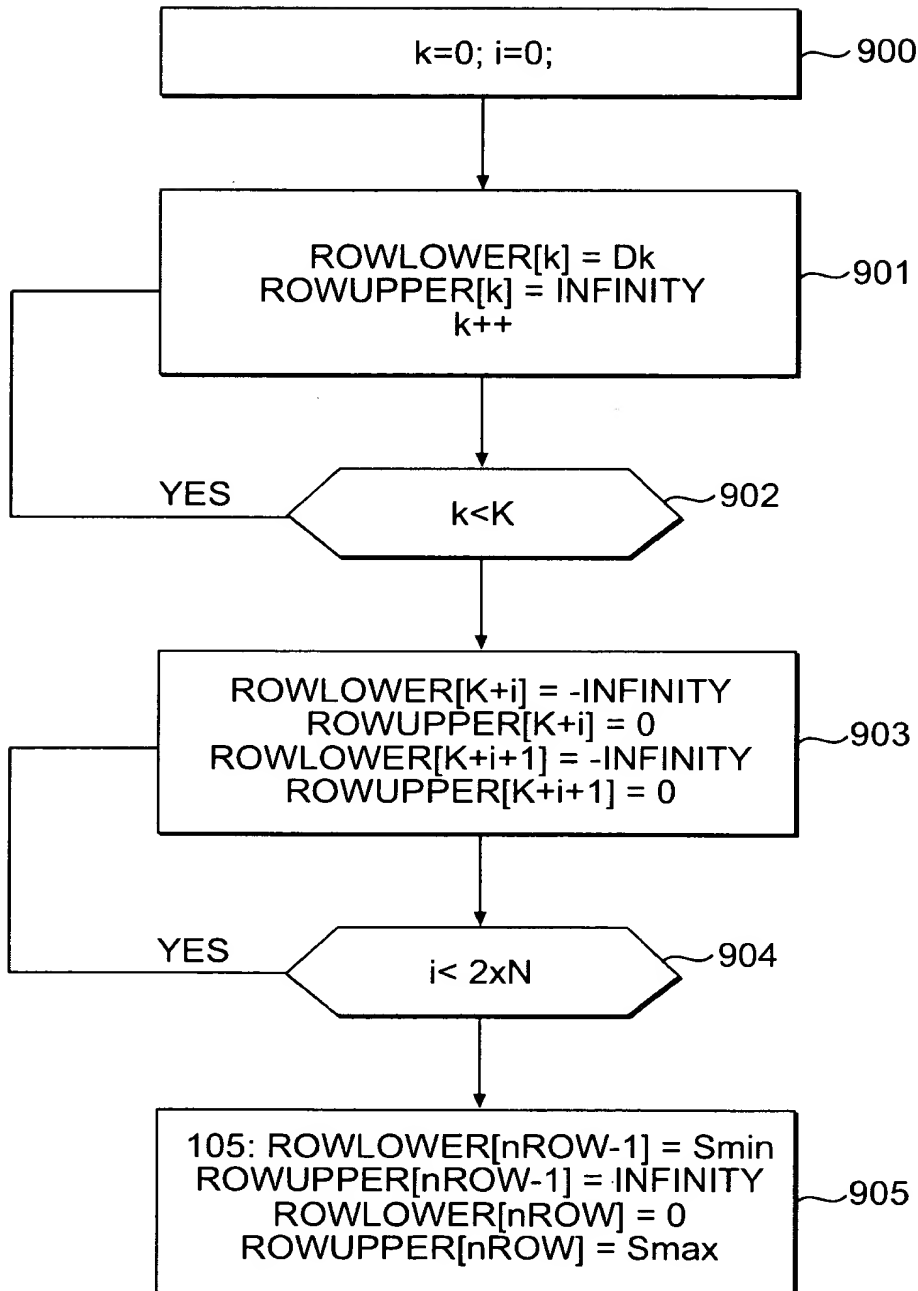 k=0; i=0;
900
ROWLOWER[k] = Dk
ROWUPPER[k] = INFINITY
k++
901
YES
k<K
902
ROWLOWER[K+i] = -INFINITY
ROWUPPER[K+i] = 0
ROWLOWER[K+i+1] = -INFINITY
ROWUPPER[K+i+1] = 0
903
YES
i< 2xN
904
105: ROWLOWER[nROW-1] = Smin
ROWUPPER[nROW-1] = INFINITY
ROWLOWER[nROW] = 0
ROWUPPER[nROW] = Smax
905